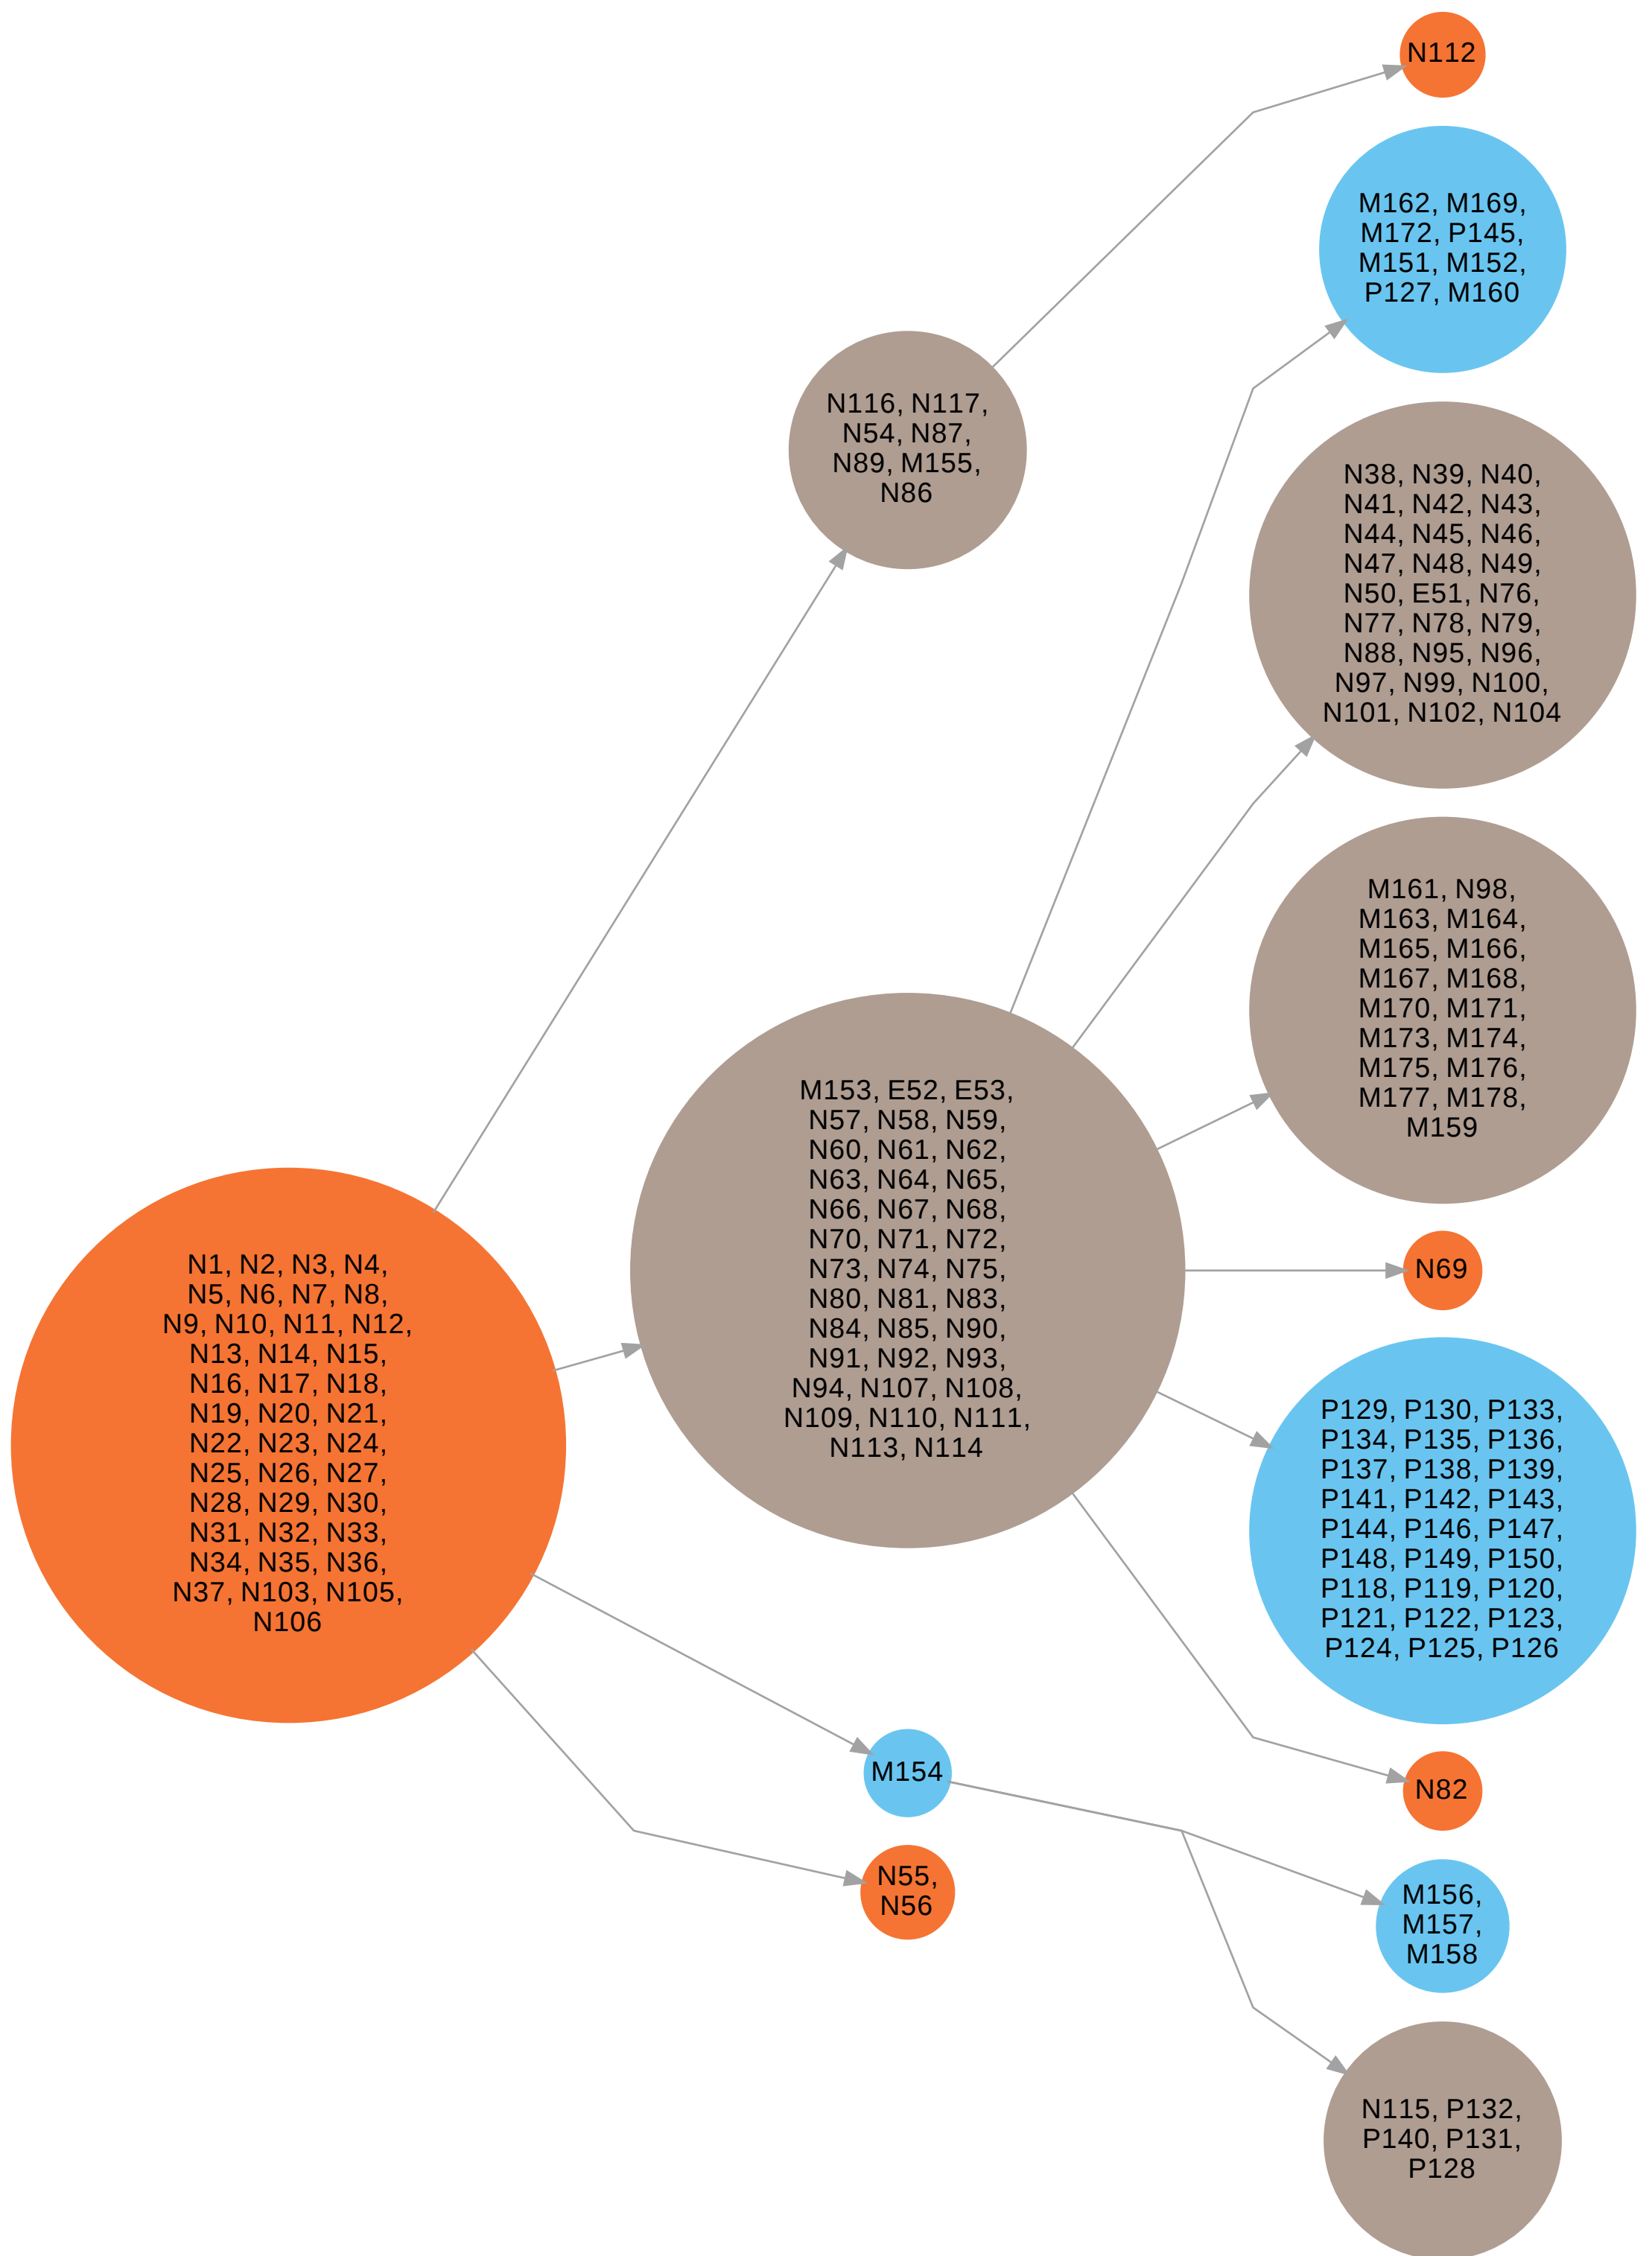 N112
M162, M169,
M172, P145,
M151, M152,
P127, M160
N116, N117,
N54, N87,
N89, M155,
N86
N38, N39, N40,
N41, N42, N43,
N44, N45, N46,
N47, N48, N49,
N50, E51, N76,
N77, N78, N79,
N88, N95, N96,
N97, N99, N100,
N101, N102, N104
M161, N98,
M163, M164,
M165, M166,
M167, M168,
M170, M171,
M173, M174,
M175, M176,
M177, M178,
M159
M153, E52, E53,
N57, N58, N59,
N60, N61, N62,
N63, N64, N65,
N66, N67, N68,
N70, N71, N72,
N73, N74, N75,
N80, N81, N83,
N84, N85, N90,
N91, N92, N93,
N94, N107, N108,
N109, N110, N111,
N113, N114
N69
N1, N2, N3, N4,
N5, N6, N7, N8,
N9, N10, N11, N12,
N13, N14, N15,
N16, N17, N18,
N19, N20, N21,
N22, N23, N24,
N25, N26, N27,
N28, N29, N30,
N31, N32, N33,
N34, N35, N36,
N37, N103, N105,
N106
P129, P130, P133,
P134, P135, P136,
P137, P138, P139,
P141, P142, P143,
P144, P146, P147,
P148, P149, P150,
P118, P119, P120,
P121, P122, P123,
P124, P125, P126
M154
N82
N55,
N56
M156,
M157,
M158
N115, P132,
P140, P131,
P128